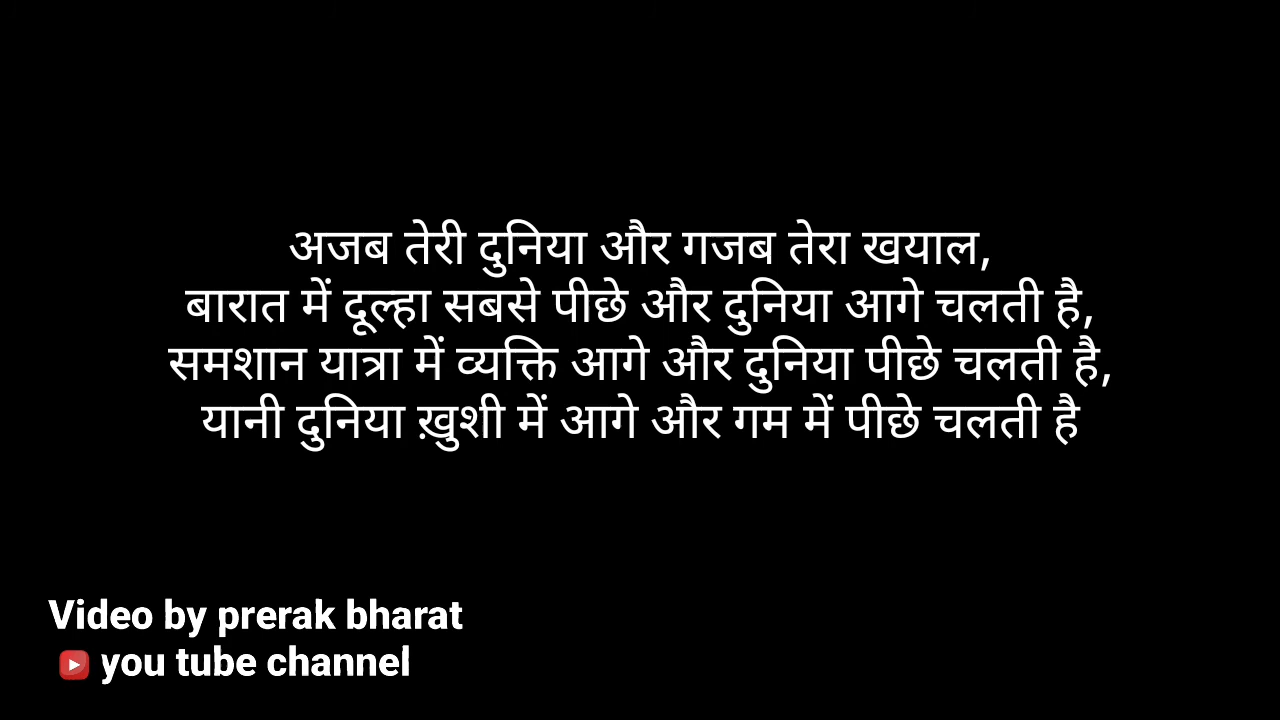 अजब तेरी दुनिया और गजब तेरा खयाल,
बारात में दूल्हा सबसे पीछे और दुनिया आगे चलती है,
समशान यात्रा में व्यक्ति आगे और दुनिया पीछे चलती है,
यानी दुनिया ख़ुशी में आगे और गम में पीछे चलती है
Video by prerak bharat
you tube channel